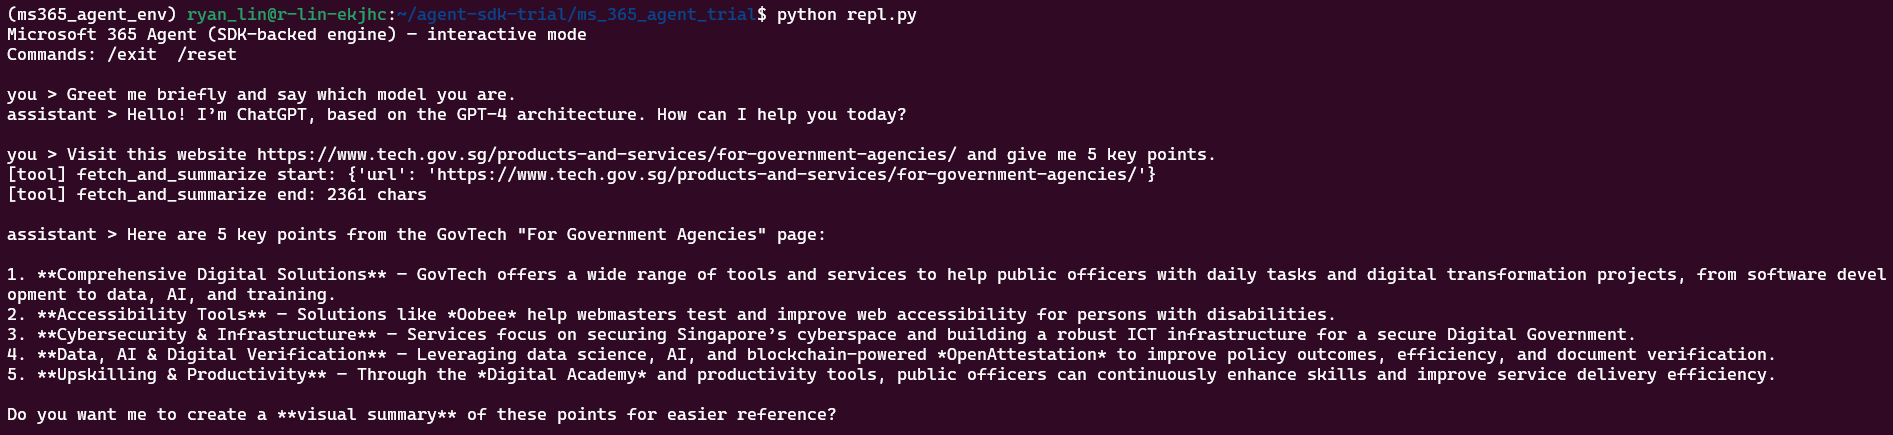 (ms365_agent_env) ryan_lin@r-lin-ekjhc:~/agent-sdk-trial/ms_365_agent_trial$ python repl.py
Microsoft 365 Agent (SDK-backed engine) — interactive mode
Commands: /exit  /reset
you > Greet me briefly and say which model you are.
assistant > Hello! I’m ChatGPT, based on the GPT-4 architecture. How can I help you today?
you > Visit this website https://www.tech.gov.sg/products-and-services/for-government-agencies/ and give me 5 key points.
[tool] fetch_and_summarize start: {'url': 'https://www.tech.gov.sg/products-and-services/for-government-agencies/'}
[tool] fetch_and_summarize end: 2361 chars
assistant > Here are 5 key points from the GovTech "For Government Agencies" page:
1. **Comprehensive Digital Solutions** – GovTech offers a wide range of tools and services to help public officers with daily tasks and digital transformation projects, from software devel
opment to data, AI, and training.
2. **Accessibility Tools** – Solutions like *Oobee* help webmasters test and improve web accessibility for persons with disabilities.
3. **Cybersecurity & Infrastructure** – Services focus on securing Singapore’s cyberspace and building a robust ICT infrastructure for a secure Digital Government.
4. **Data, AI & Digital Verification** – Leveraging data science, AI, and blockchain-powered *OpenAttestation* to improve policy outcomes, efficiency, and document verification.
5. **Upskilling & Productivity** – Through the *Digital Academy* and productivity tools, public officers can continuously enhance skills and improve service delivery efficiency.
Do you want me to create a **visual summary** of these points for easier reference?